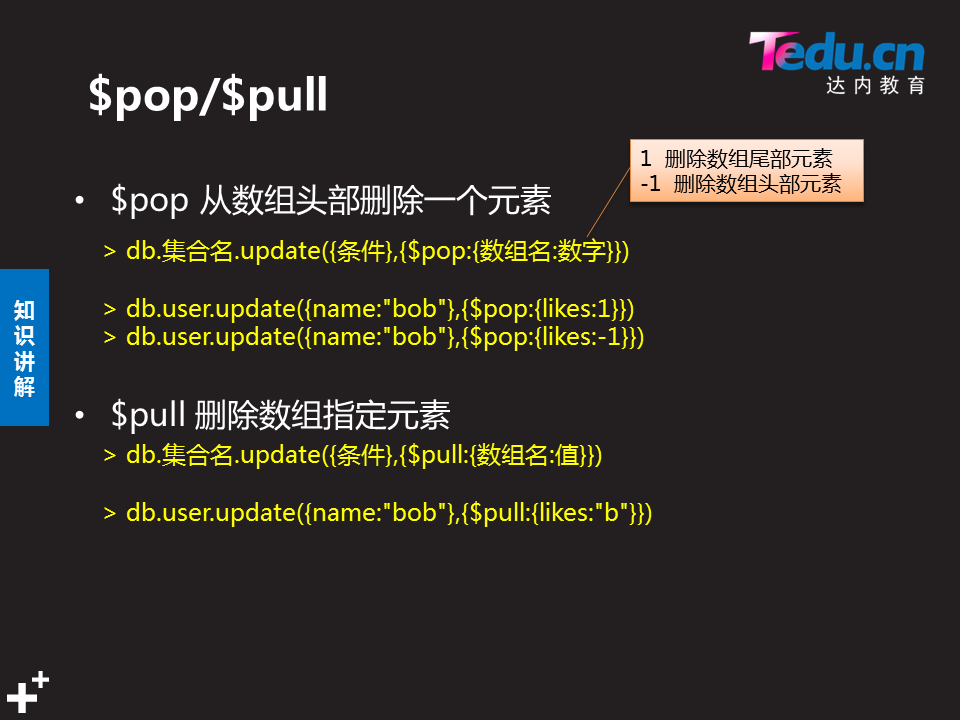 Tedu.cn
达内教育
$pop/$pull
1 删除数组尾部元素
-1 删除数组头部元素
• $pop 从数组头部删除一个元素
> db.集合名.update({条件},{$pop:{数组名:数字}})
> db.user.update({name:"bob"},{$pop:{likes:1}})
> db.user.update({name:"bob"},{$pop:{likes:-1}})
知识讲解
• $pull 删除数组指定元素
> db.集合名.update({条件},{$pull:{数组名:值}})
> db.user.update({name:"bob"},{$pull:{likes:"b"}})